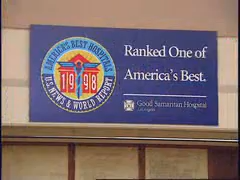 AMERICA'S BEST HOSPITALS
1998
U.S. NEWS & WORLD REPORT
Ranked One of
America's Best.
Good Samaritan Hospital